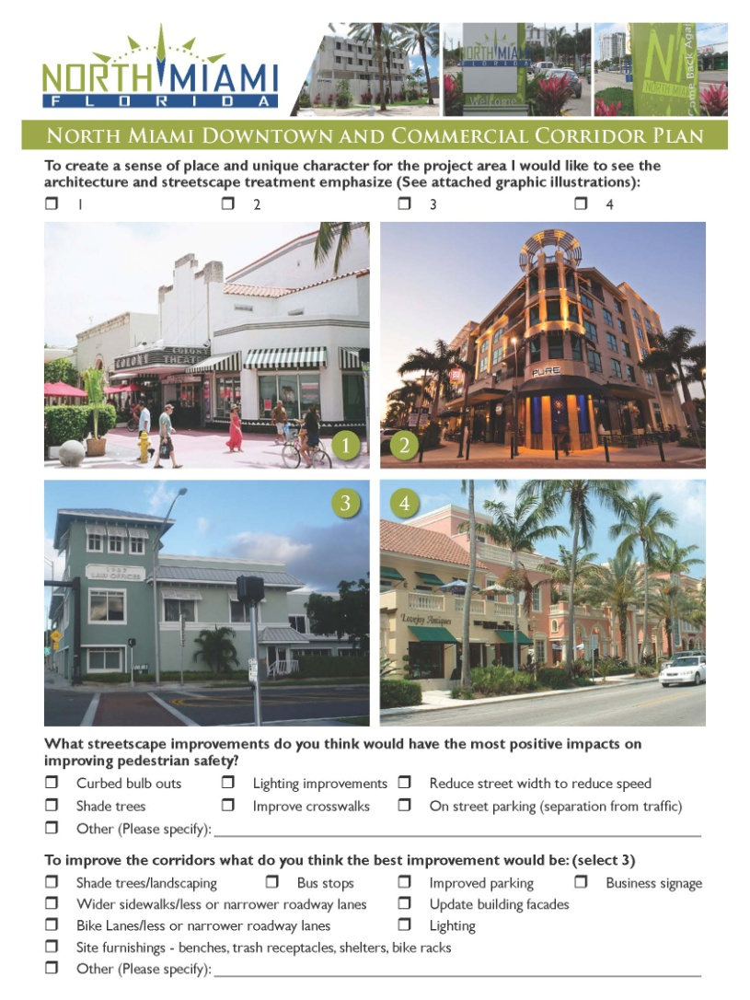 NORTH MIAMI
FLORIDA
NORTH MIAMI
FLORIDA
Welcome
N
NORTH MIAMI
Come Back Again
NORTH MIAMI DOWNTOWN AND COMMERCIAL CORRIDOR PLAN
To create a sense of place and unique character for the project area I would like to see the
architecture and streetscape treatment emphasize (See attached graphic illustrations):
❒ 1 ❒ 2 ❒ 3 ❒ 4
COLONY
COLONY
THEATRE
1
PURE
2
LAW OFFICES
3
4
Lovejoy Antiques
What streetscape improvements do you think would have the most positive impacts on
improving pedestrian safety?
❒ Curbed bulb outs ❒ Lighting improvements ❒ Reduce street width to reduce speed
❒ Shade trees ❒ Improve crosswalks ❒ On street parking (separation from traffic)
❒ Other (Please specify):
To improve the corridors what do you think the best improvement would be: (select 3)
❒ Shade trees/landscaping ❒ Bus stops ❒ Improved parking ❒ Business signage
❒ Wider sidewalks/less or narrower roadway lanes ❒ Update building facades
❒ Bike Lanes/less or narrower roadway lanes ❒ Lighting
❒ Site furnishings - benches, trash receptacles, shelters, bike racks
❒ Other (Please specify):